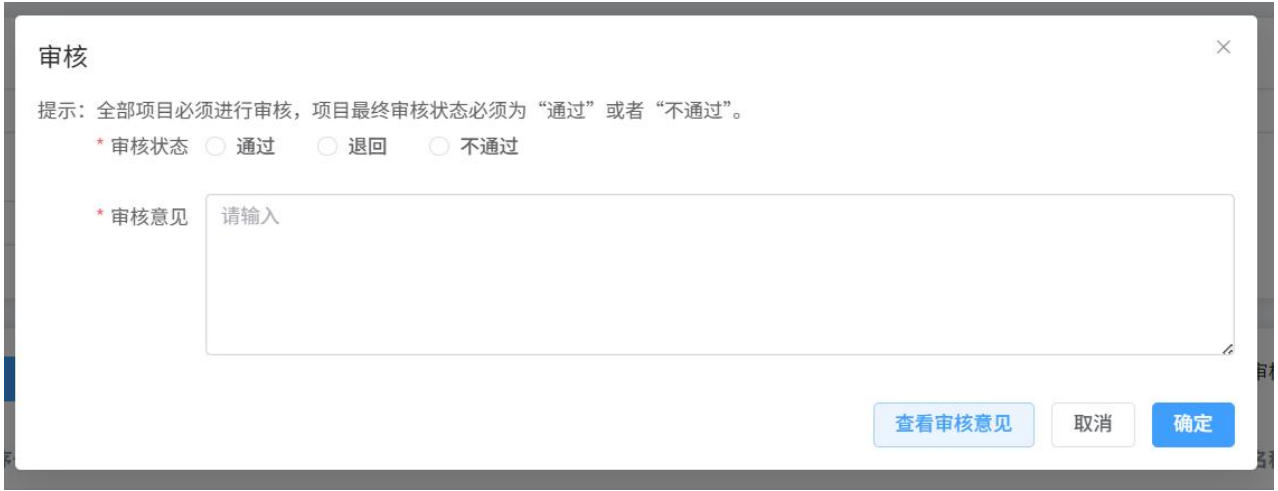 审核
提示：全部项目必须进行审核，项目最终审核状态必须为“通过”或者“不通过”。
* 审核状态 通过 退回 不通过
* 审核意见 请输入
查看审核意见 取消 确定